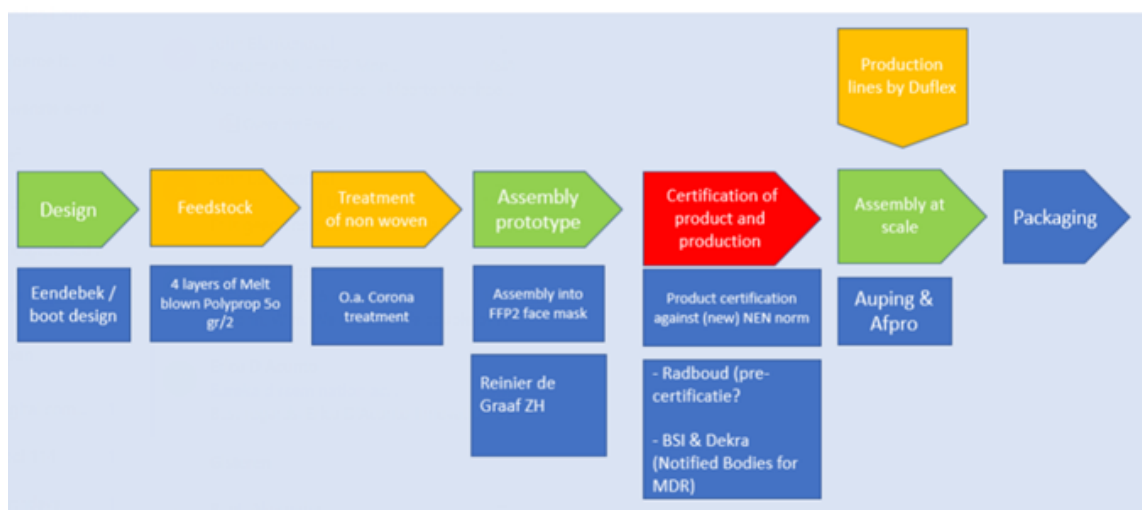 Production
lines by Duflex
Design
Feedstock
Treatment
of non woven
Assembly
prototype
Certification of
product and
production
Assembly at
scale
Packaging
Eendebek /
boot design
4 layers of Melt
blown Polyprop 5o
gr/2
O.a. Corona
treatment
Assembly into
FFP2 face mask
Product certification
against (new) NEN norm
Auping &
Afpro
Reinier de
Graaf ZH
- Radboud (pre-
certificatie?
- BSI & Dekra
(Notified Bodies for
MDR)